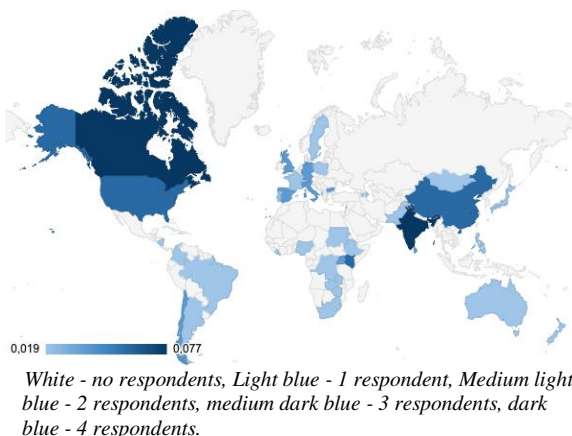 0,019 0,077
White - no respondents, Light blue - 1 respondent, Medium light
blue - 2 respondents, medium dark blue - 3 respondents, dark
blue - 4 respondents.